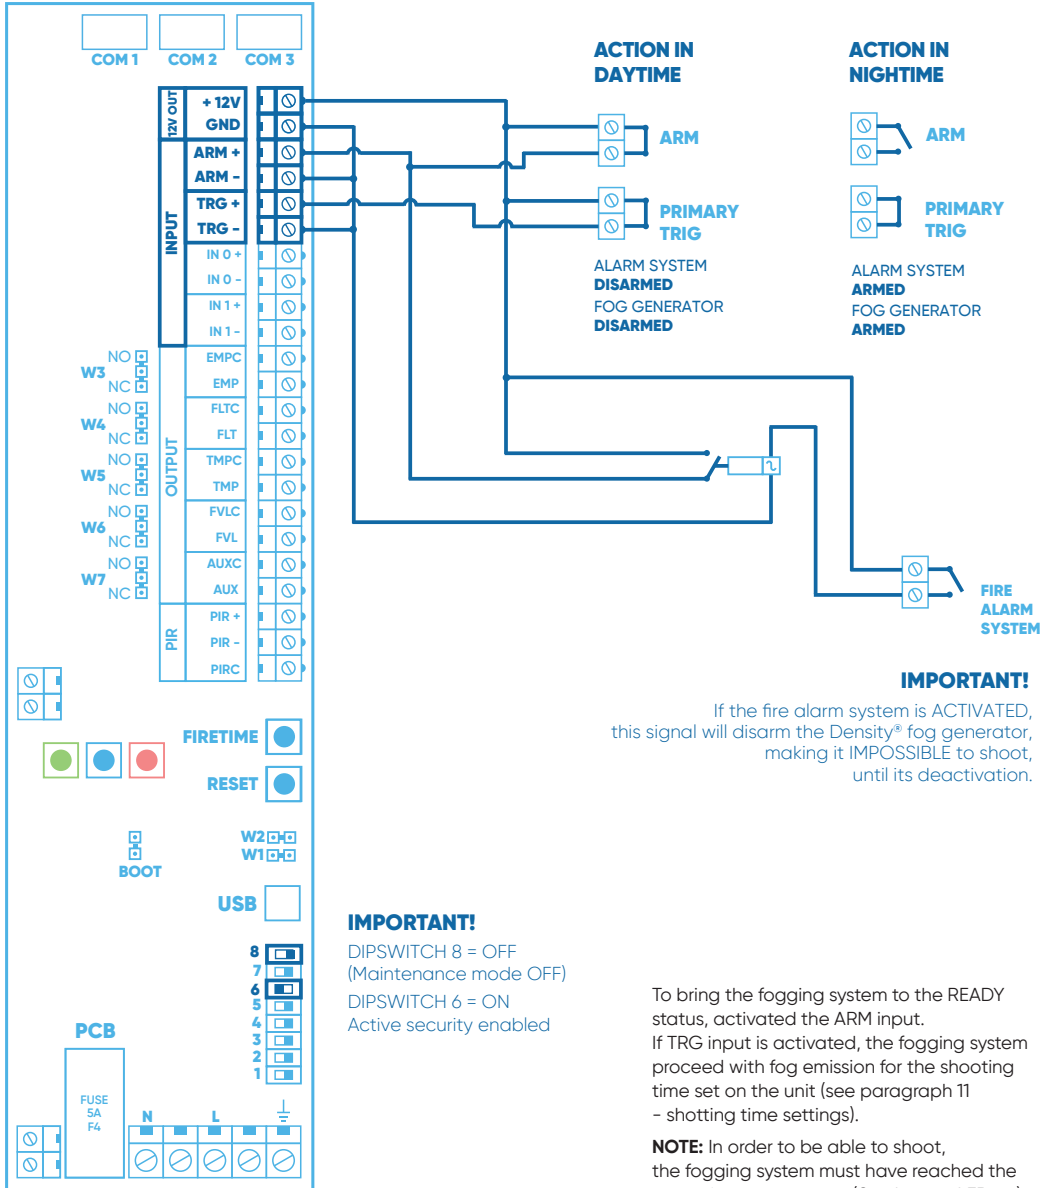 COM 1 COM 2 COM 3
12V OUT
+ 12V
GND
INPUT
ARM +
ARM -
TRG +
TRG -
IN 0 +
IN 0 -
IN 1 +
IN 1 -
OUTPUT
EMPC
EMP
FLTC
FLT
TMPC
TMP
FVLC
FVL
AUXC
AUX
PIR
PIR +
PIR -
PIRC
W3 NO NC
W4 NO NC
W5 NO NC
W6 NO NC
W7 NO NC
ACTION IN
DAYTIME
ARM
PRIMARY
TRIG
ALARM SYSTEM
DISARMED
FOG GENERATOR
DISARMED
ACTION IN
NIGHTIME
ARM
PRIMARY
TRIG
ALARM SYSTEM
ARMED
FOG GENERATOR
ARMED
FIRE
ALARM
SYSTEM
IMPORTANT!
If the fire alarm system is ACTIVATED,
this signal will disarm the Density® fog generator,
making it IMPOSSIBLE to shoot,
until its deactivation.
FIRETIME
RESET
W2
W1
BOOT
USB
8
7
6
5
4
3
2
1
PCB
FUSE
5A
F4
N L
IMPORTANT!
DIPSWITCH 8 = OFF
(Maintenance mode OFF)
DIPSWITCH 6 = ON
Active security enabled
To bring the fogging system to the READY
status, activated the ARM input.
If TRG input is activated, the fogging system
proceed with fog emission for the shooting
time set on the unit (see paragraph 11
- shotting time settings).
NOTE: In order to be able to shoot,
the fogging system must have reached the